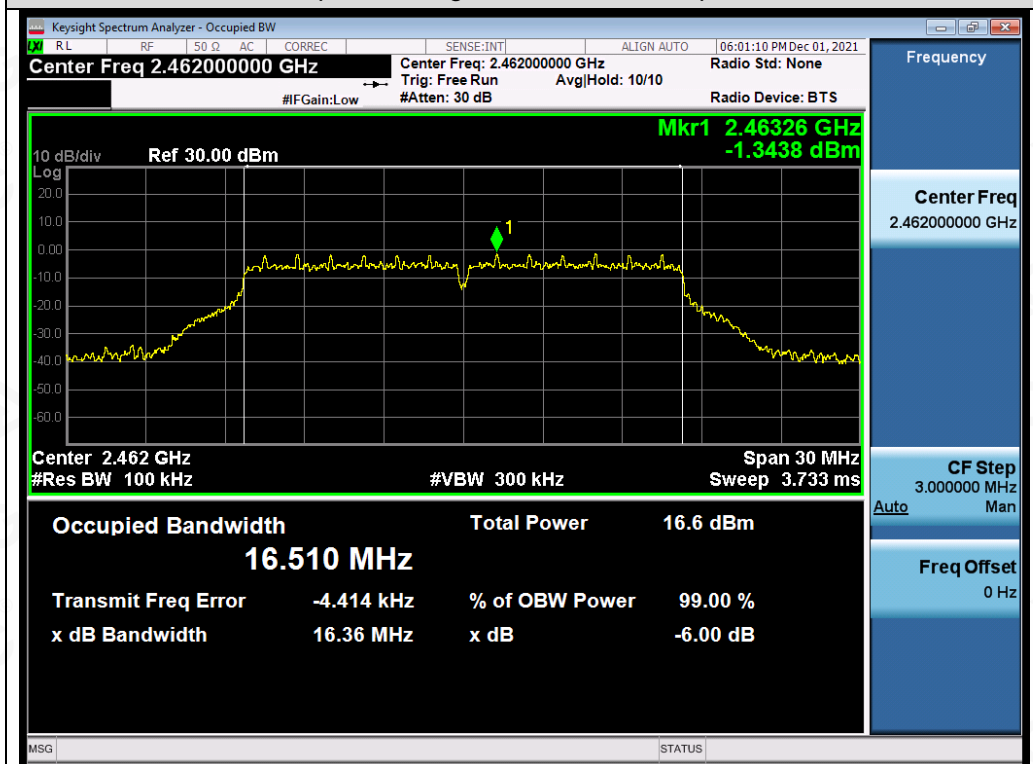 Keysight Spectrum Analyzer - Occupied BW
LXI RL RF 50 Ω AC CORREC SENSE:INT ALIGN AUTO 06:01:10 PM Dec 01, 2021
Center Freq 2.462000000 GHz Center Freq: 2.462000000 GHz Radio Std: None
Trig: Free Run Avg|Hold: 10/10
#IFGain:Low #Atten: 30 dB Radio Device: BTS
Frequency
Mkr1 2.46326 GHz
-1.3438 dBm
10 dB/div Ref 30.00 dBm
Log
20.0
10.0
0.00
-10.0
-20.0
-30.0
-40.0
-50.0
-60.0
1
Center 2.462 GHz Span 30 MHz
#Res BW 100 kHz #VBW 300 kHz Sweep 3.733 ms
Center Freq
2.462000000 GHz
CF Step
3.000000 MHz
Auto Man
Freq Offset
0 Hz
Occupied Bandwidth Total Power 16.6 dBm
16.510 MHz
Transmit Freq Error -4.414 kHz % of OBW Power 99.00 %
x dB Bandwidth 16.36 MHz x dB -6.00 dB
MSG STATUS